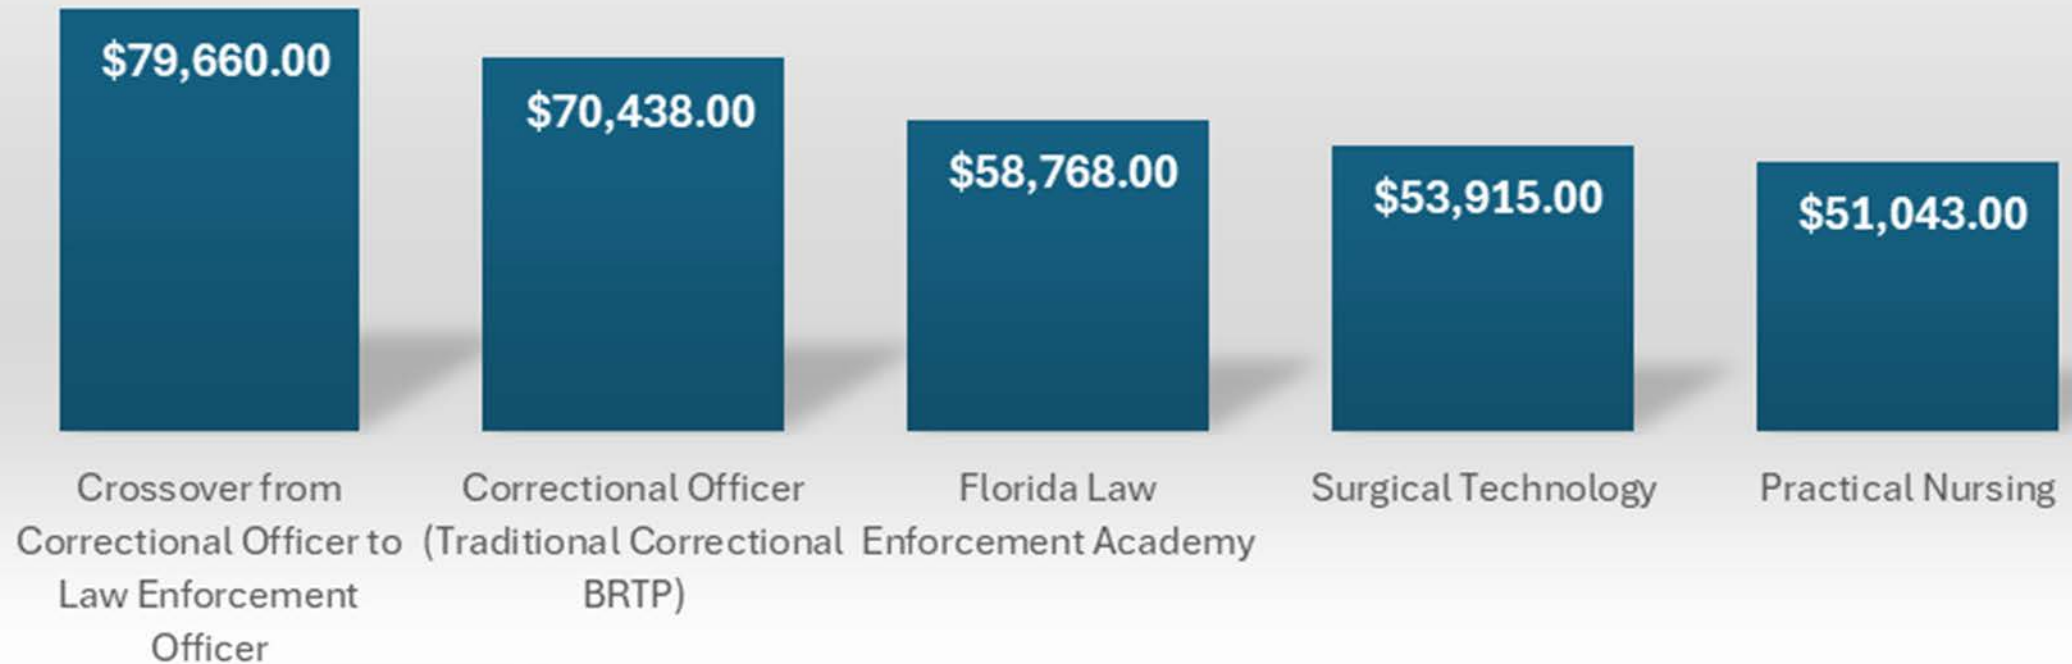 $79,660.00
$70,438.00
$58,768.00
$53,915.00
$51,043.00
Crossover from
Correctional Officer to
Law Enforcement
Officer
Correctional Officer
(Traditional Correctional
BRTP)
Florida Law
Enforcement Academy
Surgical Technology
Practical Nursing